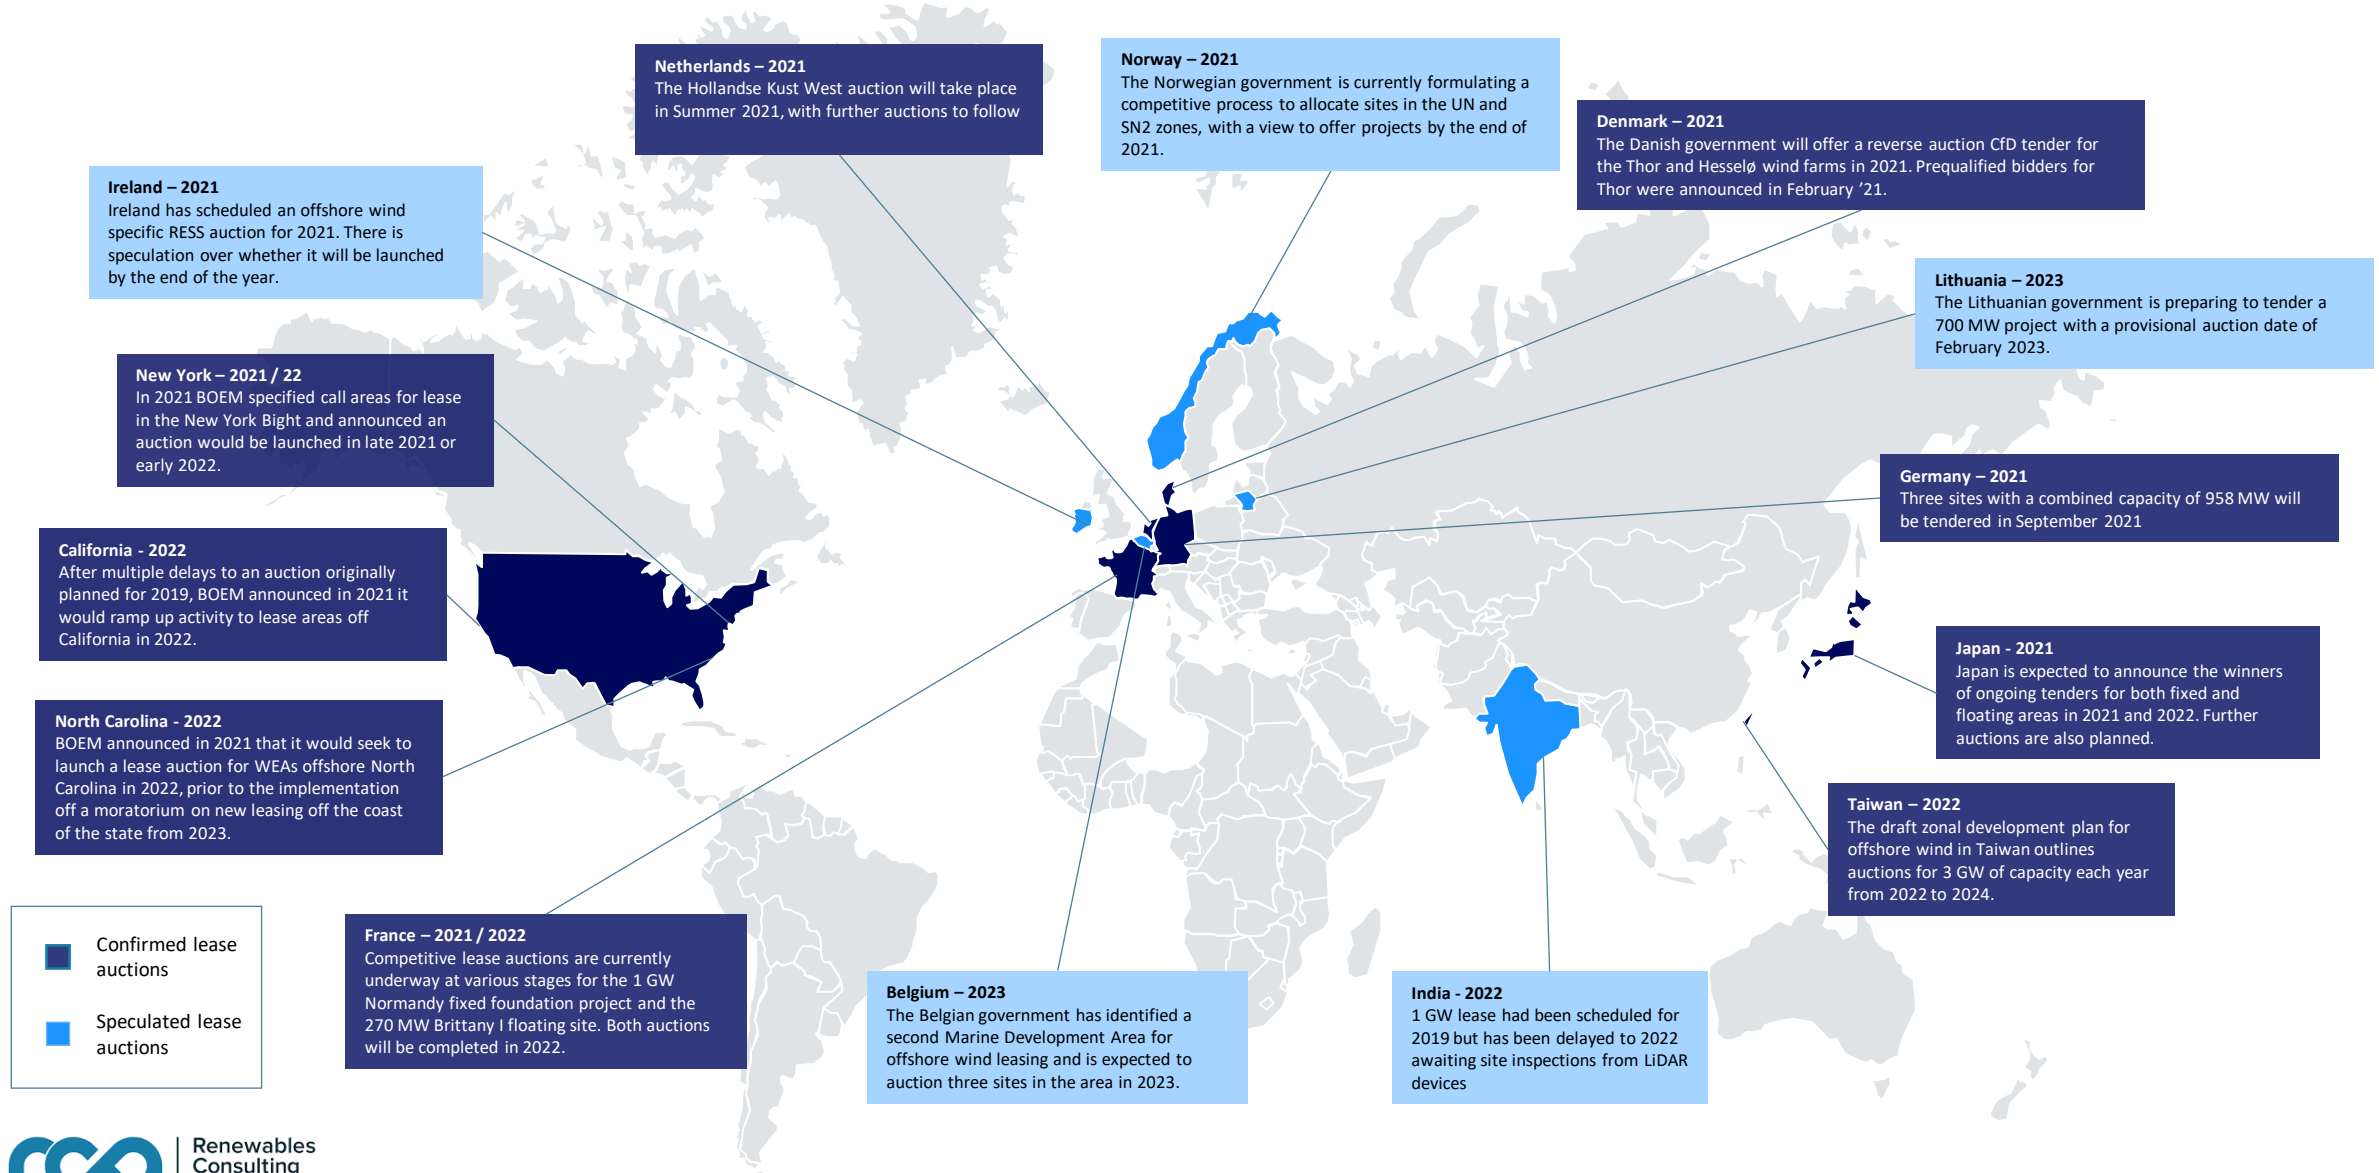 Netherlands – 2021
The Hollandse Kust West auction will take place
in Summer 2021, with further auctions to follow
Norway – 2021
The Norwegian government is currently formulating a
competitive process to allocate sites in the UN and
SN2 zones, with a view to offer projects by the end of
2021.
Denmark – 2021
The Danish government will offer a reverse auction CfD tender for
the Thor and Hesselø wind farms in 2021. Prequalified bidders for
Thor were announced in February ’21.
Ireland – 2021
Ireland has scheduled an offshore wind
specific RESS auction for 2021. There is
speculation over whether it will be launched
by the end of the year.
Lithuania – 2023
The Lithuanian government is preparing to tender a
700 MW project with a provisional auction date of
February 2023.
New York – 2021 / 22
In 2021 BOEM specified call areas for lease
in the New York Bight and announced an
auction would be launched in late 2021 or
early 2022.
Germany – 2021
Three sites with a combined capacity of 958 MW will
be tendered in September 2021
California - 2022
After multiple delays to an auction originally
planned for 2019, BOEM announced in 2021 it
would ramp up activity to lease areas off
California in 2022.
Japan - 2021
Japan is expected to announce the winners
of ongoing tenders for both fixed and
floating areas in 2021 and 2022. Further
auctions are also planned.
North Carolina - 2022
BOEM announced in 2021 that it would seek to
launch a lease auction for WEAs offshore North
Carolina in 2022, prior to the implementation
off a moratorium on new leasing off the coast
of the state from 2023.
Taiwan – 2022
The draft zonal development plan for
offshore wind in Taiwan outlines
auctions for 3 GW of capacity each year
from 2022 to 2024.
Confirmed lease
auctions
Speculated lease
auctions
France – 2021 / 2022
Competitive lease auctions are currently
underway at various stages for the 1 GW
Normandy fixed foundation project and the
270 MW Brittany I floating site. Both auctions
will be completed in 2022.
Belgium – 2023
The Belgian government has identified a
second Marine Development Area for
offshore wind leasing and is expected to
auction three sites in the area in 2023.
India - 2022
1 GW lease had been scheduled for
2019 but has been delayed to 2022
awaiting site inspections from LiDAR
devices
Renewables
Consulting